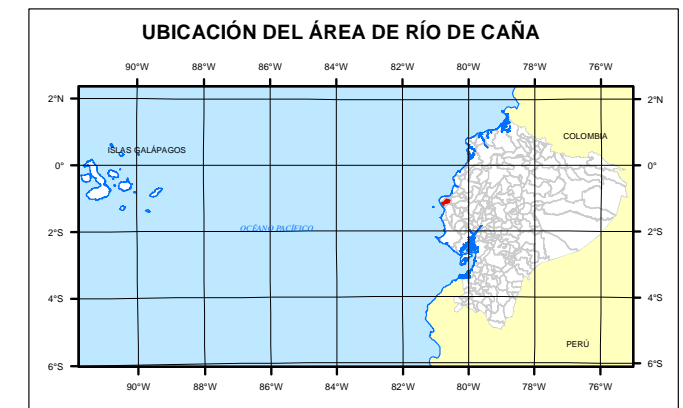 UBICACIÓN DEL ÁREA DE RÍO DE CAÑA
90°W 88°W 86°W 84°W 82°W 80°W 78°W 76°W
2°N 2°N
COLOMBIA
ISLAS GALÁPAGOS
0° 0°
OCÉANO PACÍFICO
2°S 2°S
4°S 4°S
PERÚ
6°S 6°S
90°W 88°W 86°W 84°W 82°W 80°W 78°W 76°W